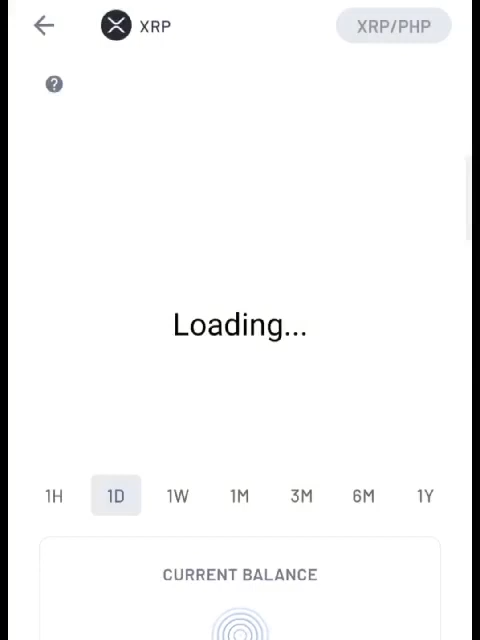 XRP XRP/PHP
?
Loading...
1H 1D 1W 1M 3M 6M 1Y
CURRENT BALANCE